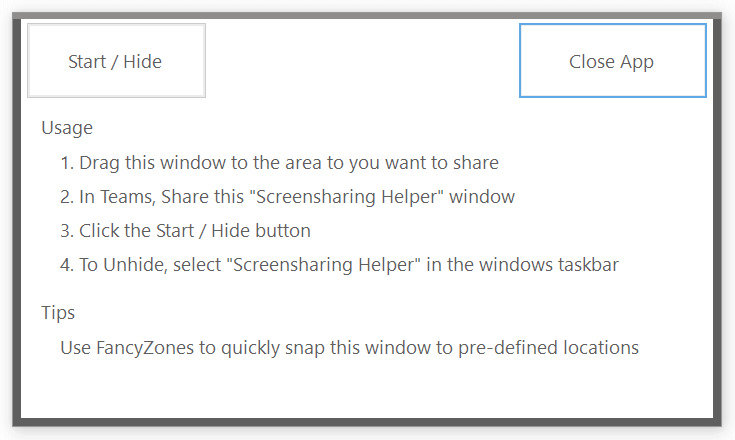 Start / Hide
Close App
Usage
1. Drag this window to the area to you want to share
2. In Teams, Share this "Screensharing Helper" window
3. Click the Start / Hide button
4. To Unhide, select "Screensharing Helper" in the windows taskbar
Tips
Use FancyZones to quickly snap this window to pre-defined locations